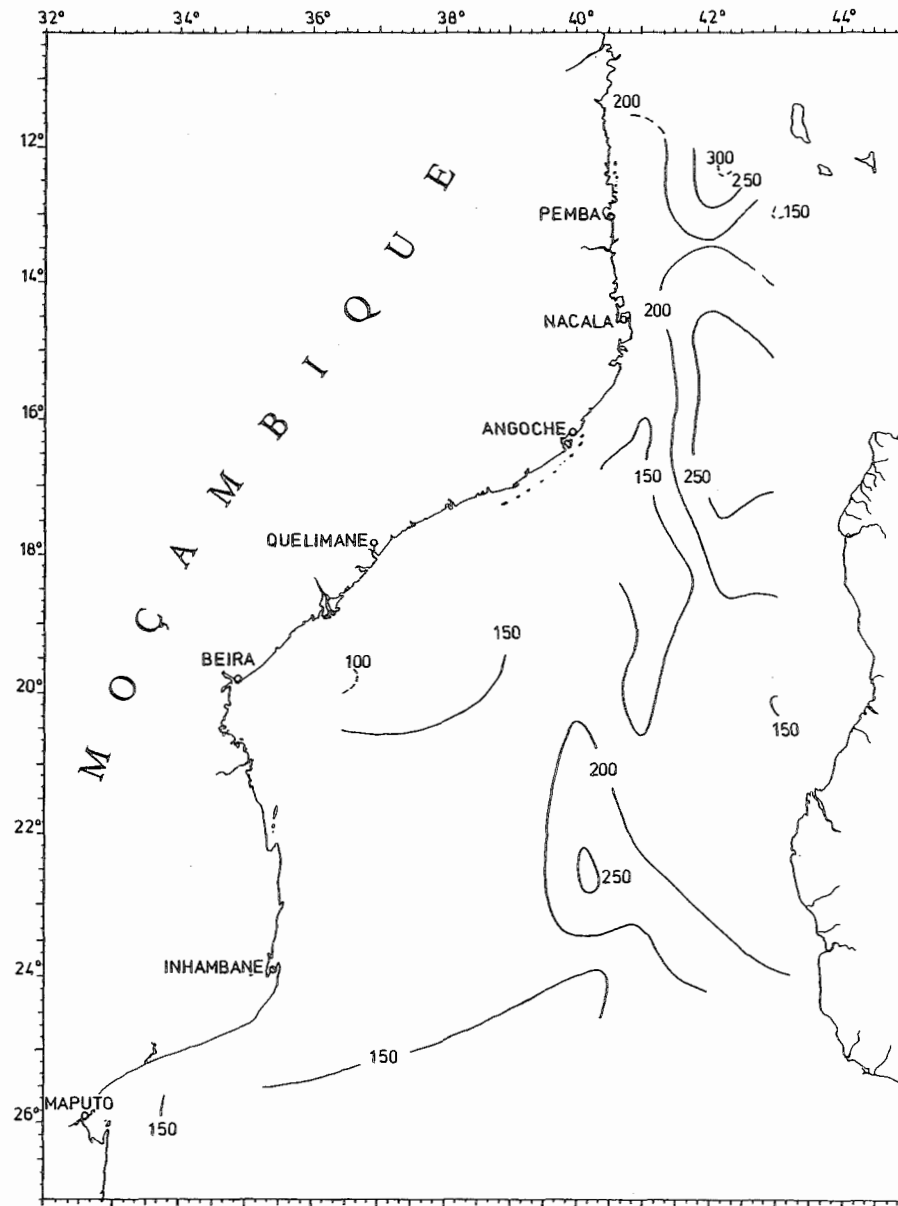 32° 34° 36° 38° 40° 42° 44°
200
12°
300
250
PEMBA
150
14°
200
NACALA
16°
ANGOCHE
150 250
QUELIMANE
18°
150
BEIRA
100
20°
150
200
22°
250
INHAMBANE
24°
150
MAPUTO
26°
150
MOÇAMBIQUE